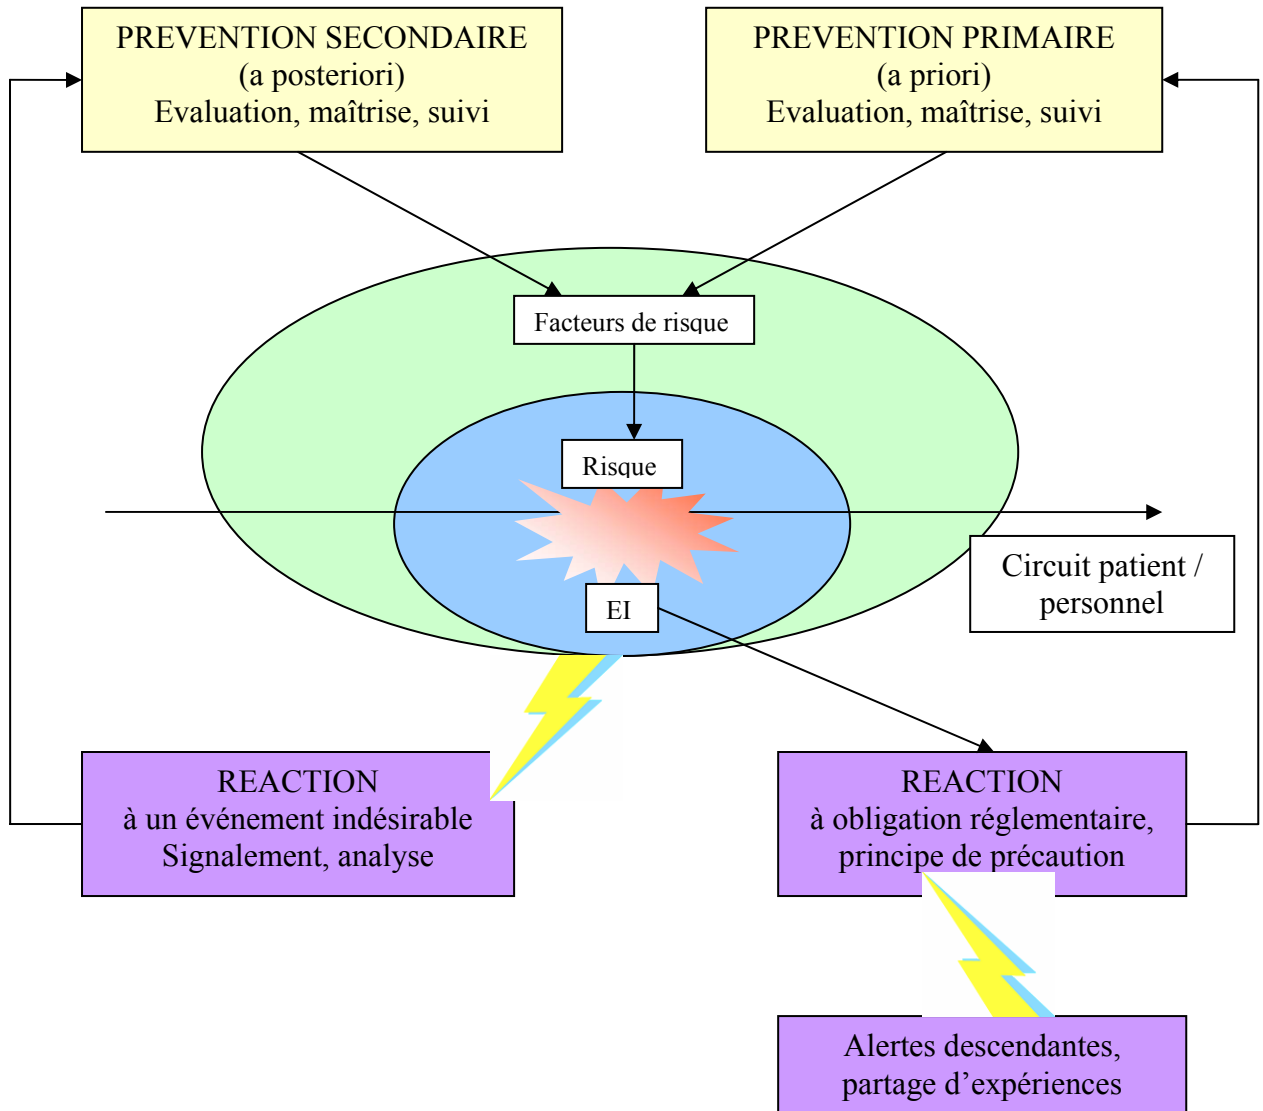 PREVENTION SECONDAIRE
(a posteriori)
Evaluation, maîtrise, suivi
PREVENTION PRIMAIRE
(a priori)
Evaluation, maîtrise, suivi
Facteurs de risque
Risque
EI
Circuit patient /
personnel
REACTION
à un événement indésirable
Signalement, analyse
REACTION
à obligation réglementaire,
principe de précaution
Alertes descendantes,
partage d’expériences